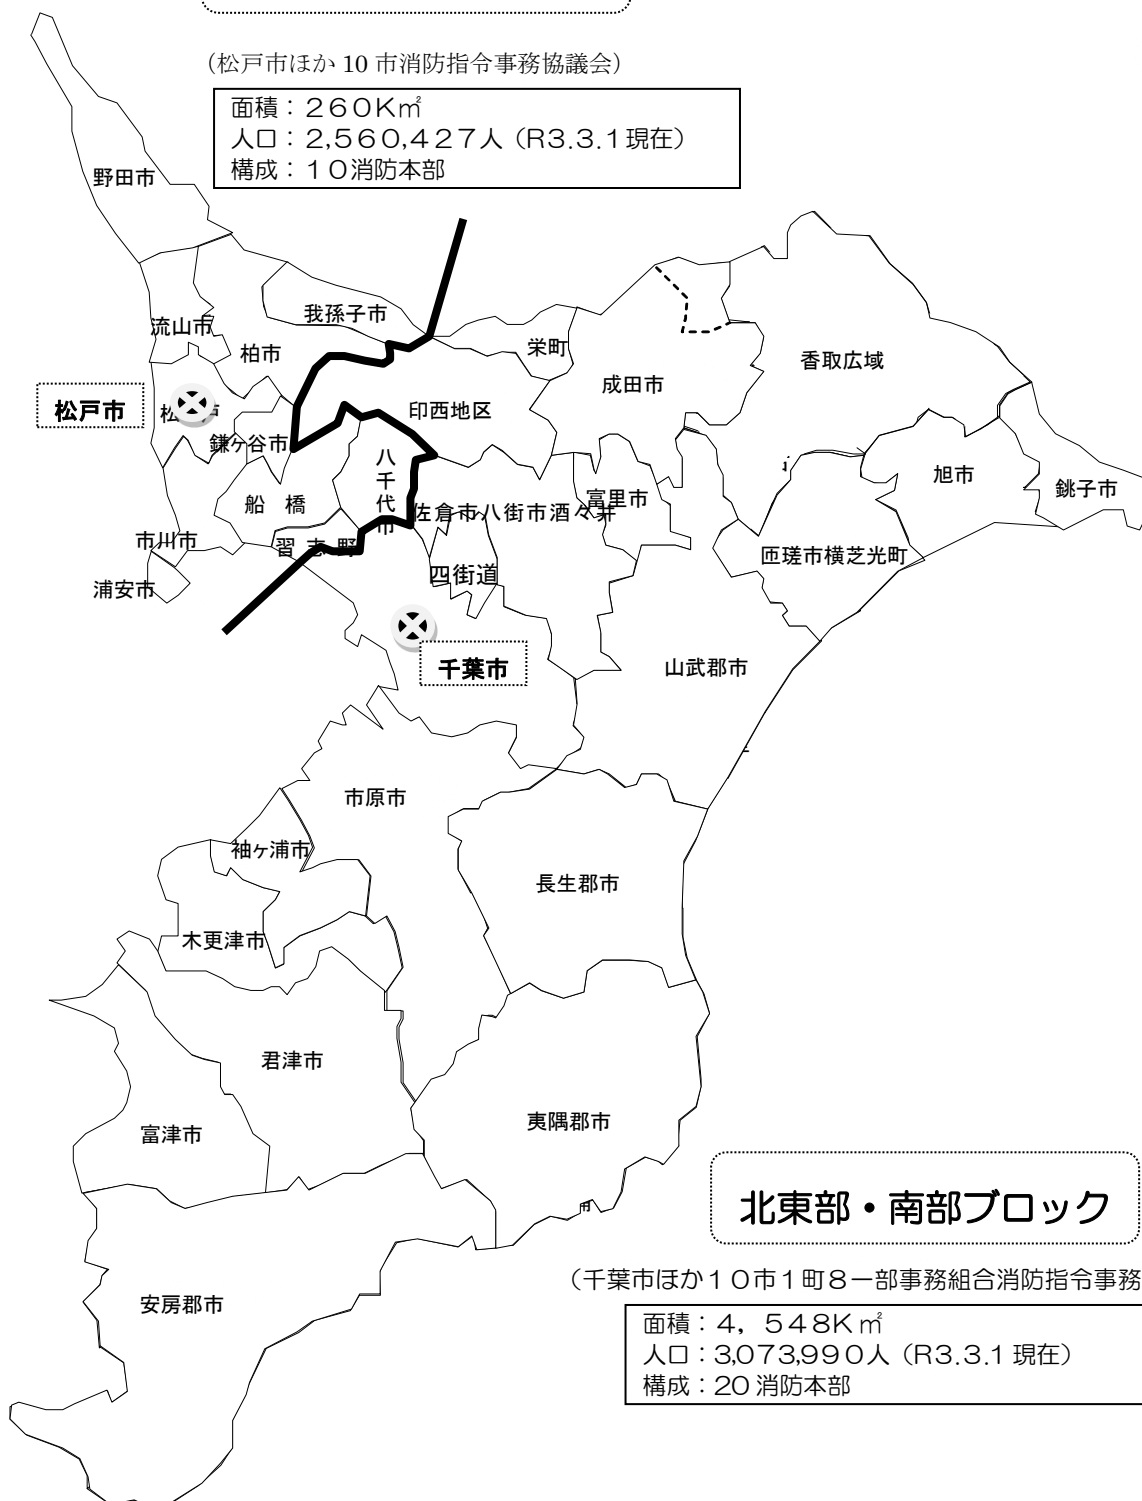 （松戸市ほか 10 市消防指令事務協議会）
面積：２６０Ｋ㎡
人口：２,５６０,４２７人（R3.3.1現在）
構成：１０消防本部
野田市
流山市
柏市
我孫子市
栄町
成田市
香取広域
松戸市
鎌ケ谷市
印西地区
八千代市
船　橋
習 志 野
市川市
浦安市
佐倉市八街市酒々井
富里市
旭市
銚子市
匝瑳市横芝光町
四街道
千葉市
山武郡市
市原市
袖ヶ浦市
長生郡市
木更津市
君津市
富津市
夷隅郡市
安房郡市
北東部・南部ブロック
（千葉市ほか１０市１町８一部事務組合消防指令事務
面積：４，５４８Ｋ㎡
人口：３,０７３,９９０人（R3.3.1 現在）
構成：20 消防本部